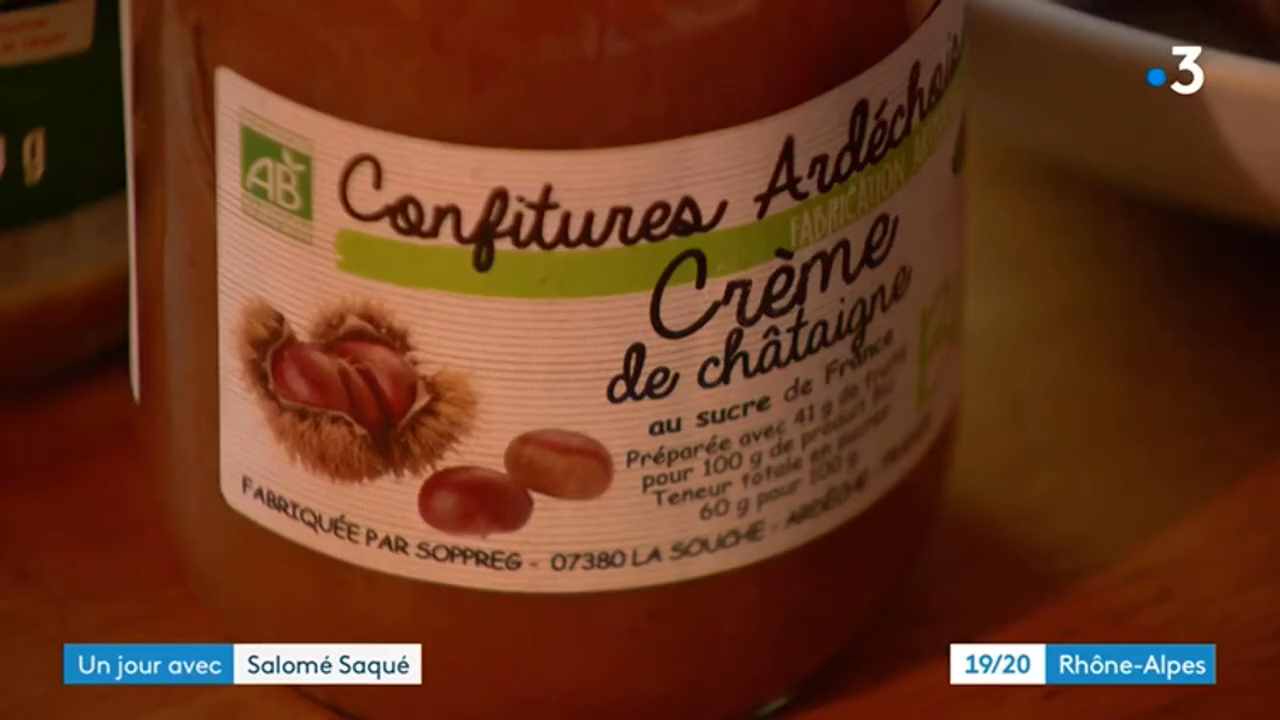 3
g
AB
Confitures Ardéchois
FABRICATION
Crème
de châtaigne
au sucre de France
Préparée avec 41 g de fruits
pour 100 g de produit fini
Teneur totale en sucres
60 g pour 100 g
FABRIQUÉE PAR SOPPREG - 07380 LA SOUCHE - ARDÈCHE
Un jour avec Salomé Saqué
19/20 Rhône-Alpes